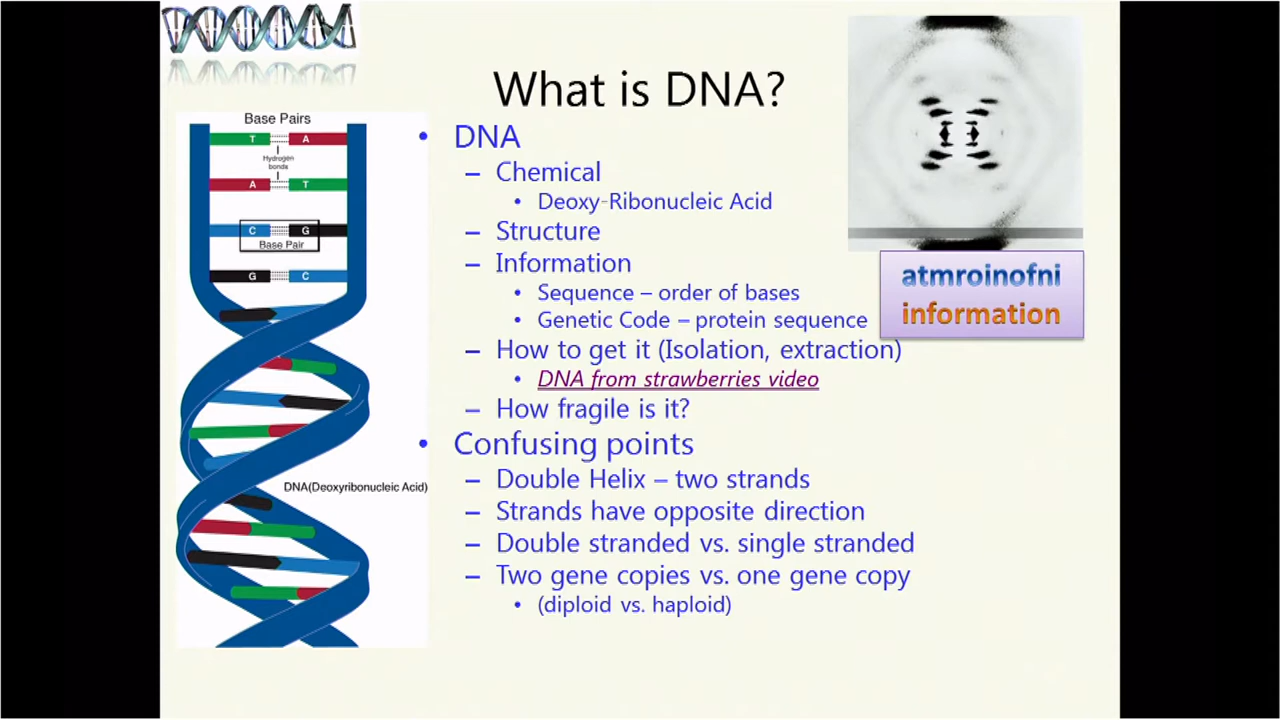 What is DNA?
Base Pairs
T A
Hydrogen
bonds
A T
C G
Base Pair
G C
DNA(Deoxyribonucleic Acid)
• DNA
– Chemical
• Deoxy-Ribonucleic Acid
– Structure
– Information
• Sequence – order of bases
• Genetic Code – protein sequence
– How to get it (Isolation, extraction)
• DNA from strawberries video
– How fragile is it?
• Confusing points
– Double Helix – two strands
– Strands have opposite direction
– Double stranded vs. single stranded
– Two gene copies vs. one gene copy
• (diploid vs. haploid)
atmroinofni
information